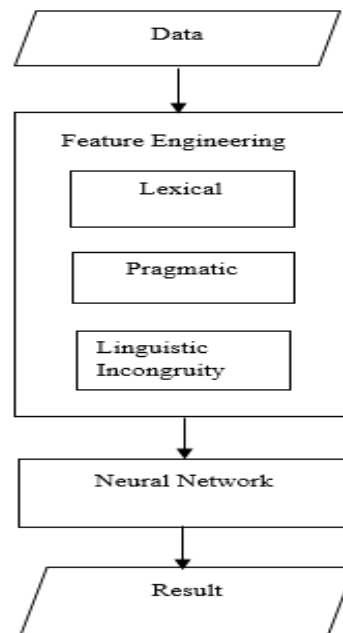 Data
Feature Engineering
Lexical
Pragmatic
Linguistic
Incongruity
Neural Network
Result